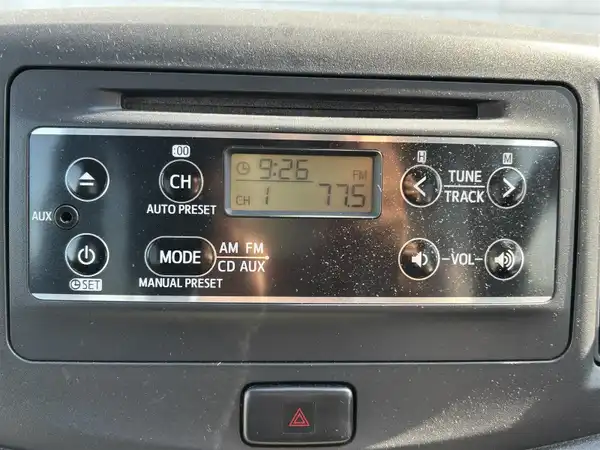 :00
CH
AUTO PRESET
AUX
SET
MODE
AM FM
CD AUX
MANUAL PRESET
9:26
FM
CH 1 77.5
H
M
TUNE
TRACK
VOL